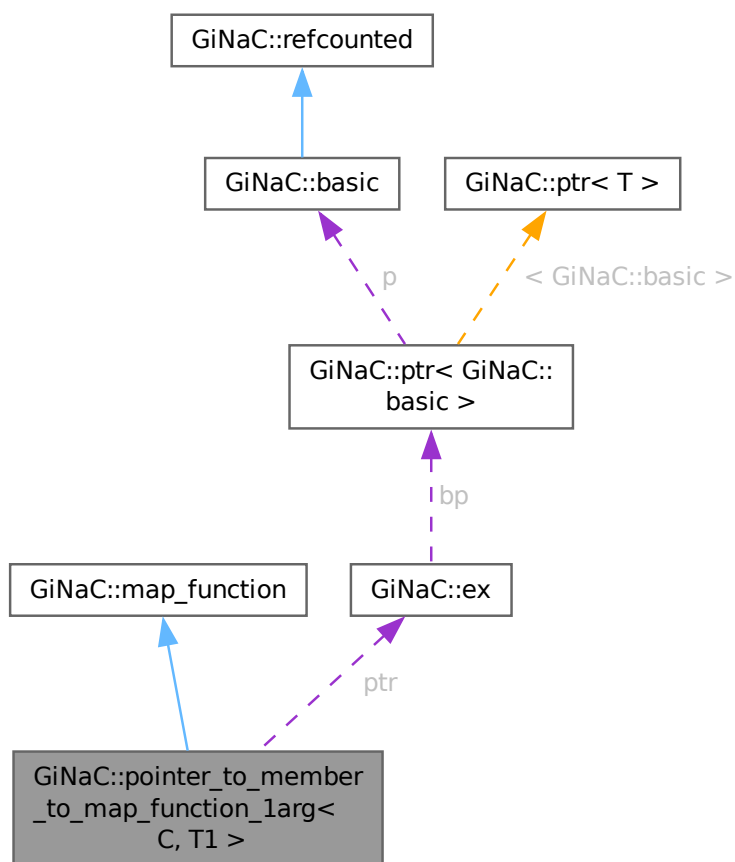 GiNaC::refcounted
GiNaC::basic
GiNaC::ptr< T >
p
< GiNaC::basic >
GiNaC::ptr< GiNaC::
basic >
bp
GiNaC::map_function
GiNaC::ex
ptr
GiNaC::pointer_to_member
_to_map_function_1arg<
C, T1 >